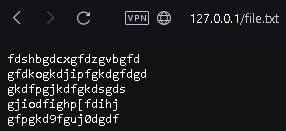 VPN 127.0.0.1/file.txt
fdshbgdcxgfdzgvbgfd
gfdkogkdjipfgkdgfdgd
gkdfpgjkdfgkdsgds
gjiodfighp[fdihj
gfpgkd9fguj0dgdf